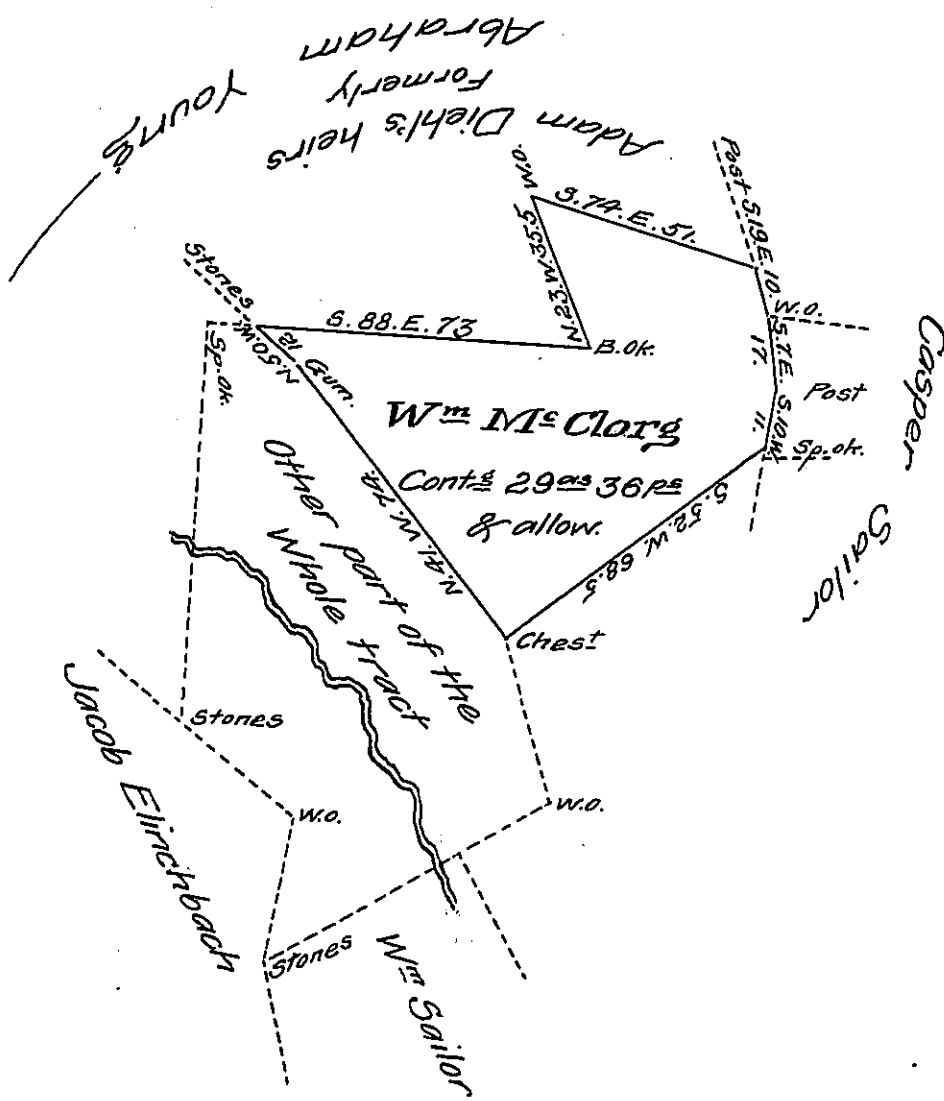 Abraham Young
Formerly
Adam Diehl's heirs
Stones
Sp.ok.
N.50.W.
12
Gum.
S. 88. E. 73
B.ok.
N.23.W.35.5
W.o.
S.74.E.51.
Post S.19.E.10.
W.o.
S.7.E.
17.
Post
S.10.W.
11.
Sp.ok.
Casper Sailor
Wm McClorg
Contg 29as 36ps
& allow.
S. 52. W. 68.5
N.41. W. 74.
Chest
Other part of the
Whole tract
Stones
W.o.
W.o.
Jacob Elinchbach
Stones
Wm Sailor